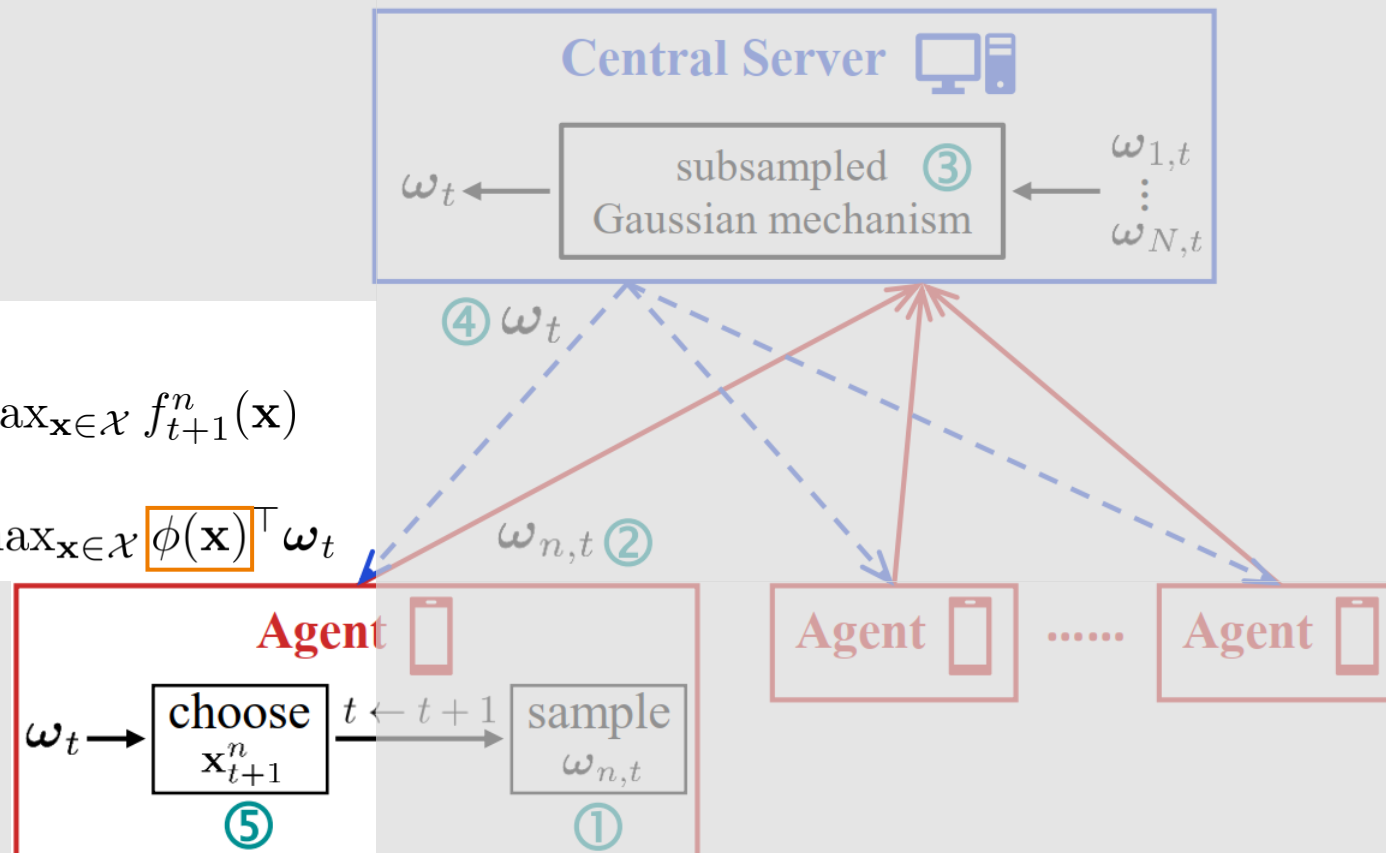 Central Server
subsampled ③
Gaussian mechanism
ω_t
ω_{1,t}
⋮
ω_{N,t}
④ ω_t
ax_{x∈𝒳} f^n_{t+1}(x)
ax_{x∈𝒳} ϕ(x)^⊤ ω_t
ω_{n,t} ②
Agent
Agent
......
Agent
ω_t
choose
x^n_{t+1}
⑤
t ← t + 1
sample
ω_{n,t}
①